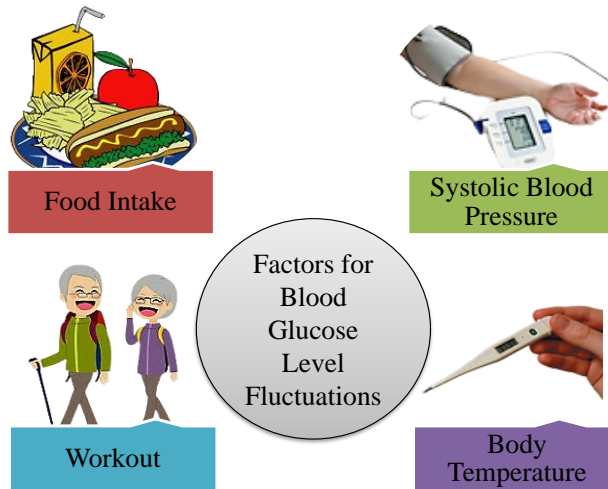 Food Intake
Systolic Blood
Pressure
Factors for
Blood
Glucose
Level
Fluctuations
Workout
Body
Temperature